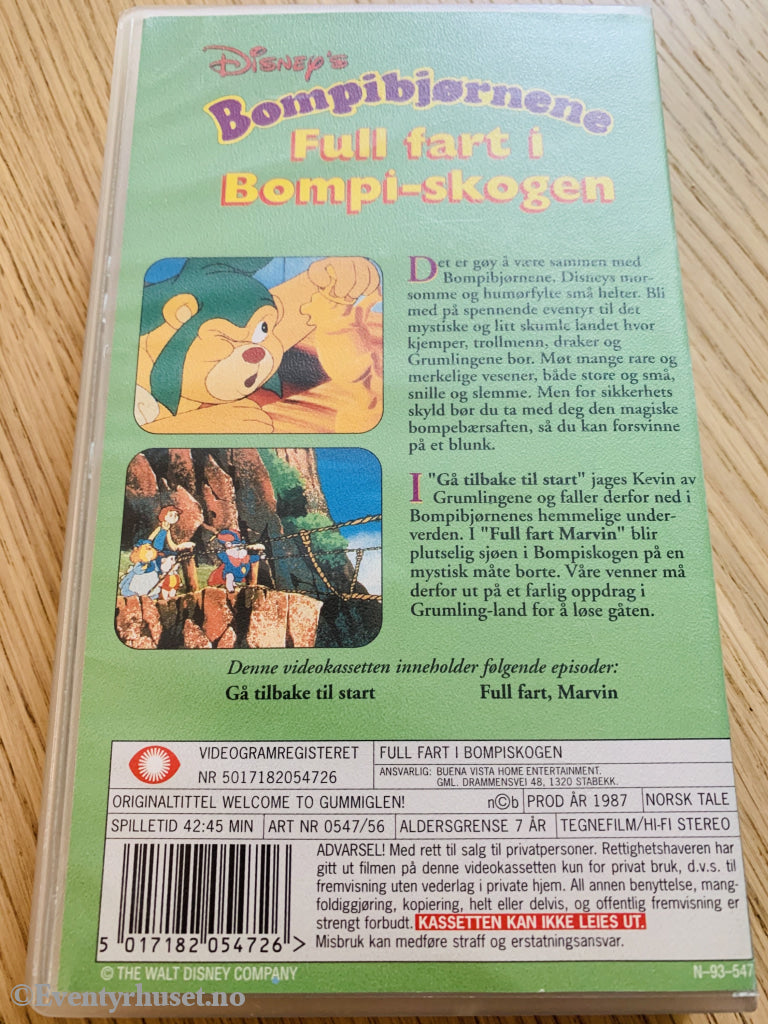 Disney's
Bompibjørnene
Full fart i
Bompi-skogen
Det er gøy å være sammen med
Bompibjørnene, Disneys mor-
somme og humørfylte små helter. Bli
med på spennende eventyr til det
mystiske og litt skumle landet hvor
kjemper, trollmenn, draker og
Grumlingene bor. Møt mange rare og
merkelige vesener, både store og små,
snille og slemme. Men for sikkerhets
skyld bør du ta med deg den magiske
bompebærsaften, så du kan forsvinne
på et blunk.
I "Gå tilbake til start" jages Kevin av
Grumlingene og faller derfor ned i
Bompibjørnenes hemmelige under-
verden. I "Full fart Marvin" blir
plutselig sjøen i Bompiskogen på en
mystisk måte borte. Våre venner må
derfor ut på et farlig oppdrag i
Grumling-land for å løse gåten.
Denne videokassetten inneholder følgende episoder:
Gå tilbake til start Full fart, Marvin
VIDEOGRAMREGISTERET
NR 5017182054726
FULL FART I BOMPISKOGEN
ANSVARLIG: BUENA VISTA HOME ENTERTAINMENT.
GML. DRAMMENSVEI 48, 1320 STABEKK.
ORIGINALTITTEL WELCOME TO GUMMIGLEN! n©b PROD ÅR 1987 NORSK TALE
SPILLETID 42:45 MIN ART NR 0547/56 ALDERSGRENSE 7 ÅR TEGNEFILM/HI-FI STEREO
ADVARSEL! Med rett til salg til privatpersoner. Rettighetshaveren har
gitt ut filmen på denne videokassetten kun for privat bruk, d.v.s. til
fremvisning uten vederlag i private hjem. All annen benyttelse, mang-
foldiggjøring, kopiering, helt eller delvis, og offentlig fremvisning er
strengt forbudt. KASSETTEN KAN IKKE LEIES UT.
Misbruk kan medføre straff og erstatningsansvar.
5 017182 054726 >
© THE WALT DISNEY COMPANY
N-93-547
©Eventyrhuset.no